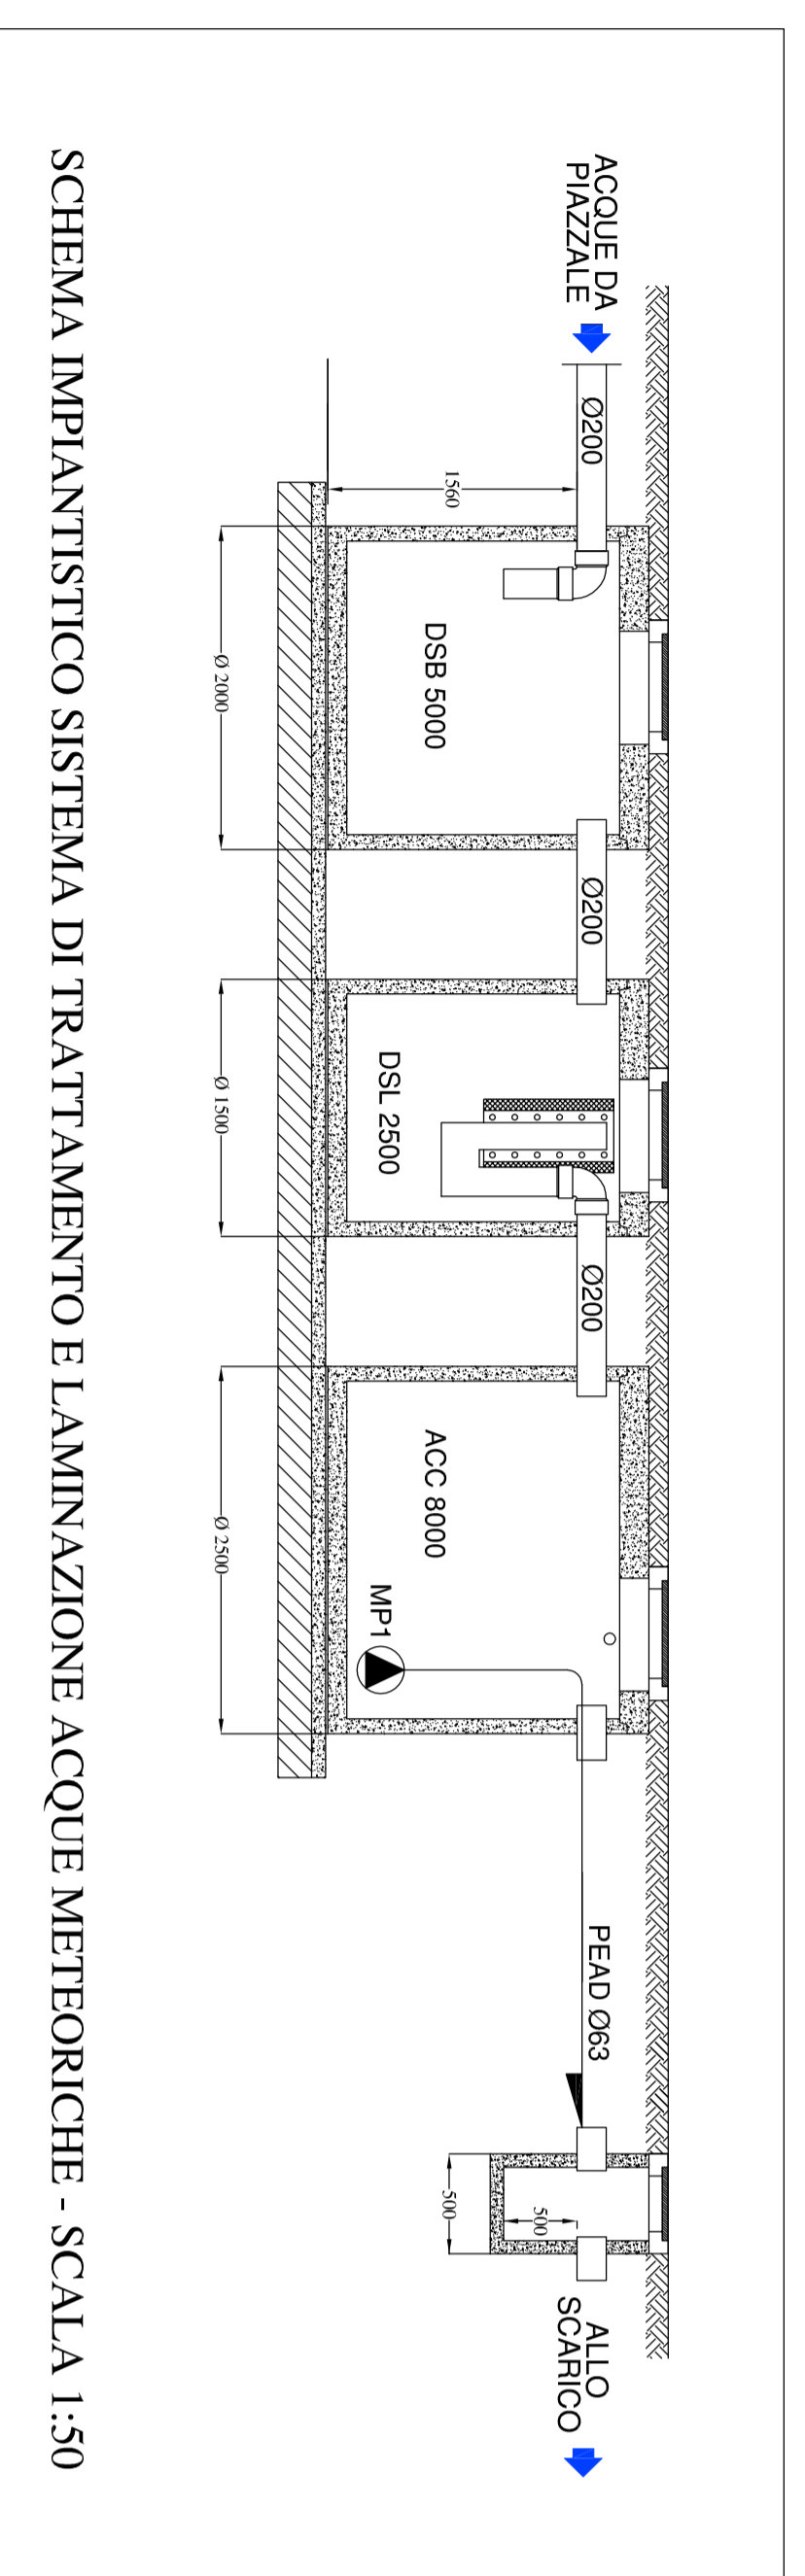 ACQUE DA
PIAZZALE
Ø200
1560
DSB 5000
Ø 2000
Ø200
DSL 2500
Ø 1500
Ø200
ACC 8000
MP1
Ø 2500
PEAD Ø63
500
500
ALLO
SCARICO
SCHEMA IMPIANTISTICO SISTEMA DI TRATTAMENTO E LAMINAZIONE ACQUE METEORICHE - SCALA 1:50